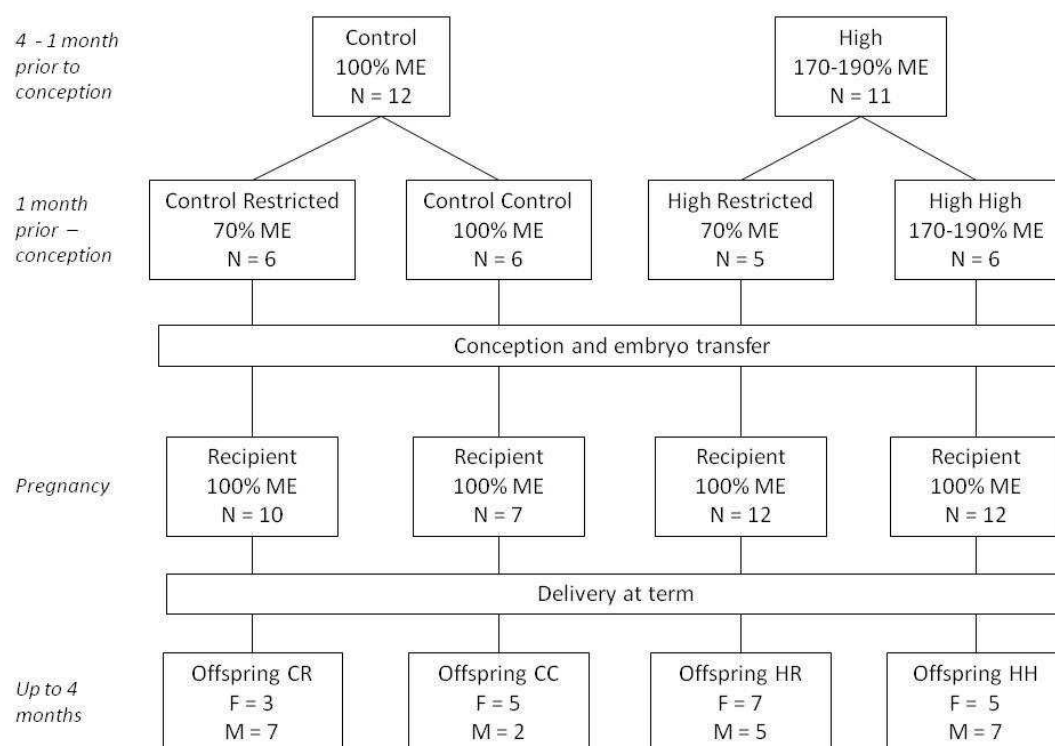 4 - 1 month
prior to
conception
Control
100% ME
N = 12
High
170-190% ME
N = 11
1 month
prior –
conception
Control Restricted
70% ME
N = 6
Control Control
100% ME
N = 6
High Restricted
70% ME
N = 5
High High
170-190% ME
N = 6
Conception and embryo transfer
Pregnancy
Recipient
100% ME
N = 10
Recipient
100% ME
N = 7
Recipient
100% ME
N = 12
Recipient
100% ME
N = 12
Delivery at term
Up to 4
months
Offspring CR
F = 3
M = 7
Offspring CC
F = 5
M = 2
Offspring HR
F = 7
M = 5
Offspring HH
F = 5
M = 7